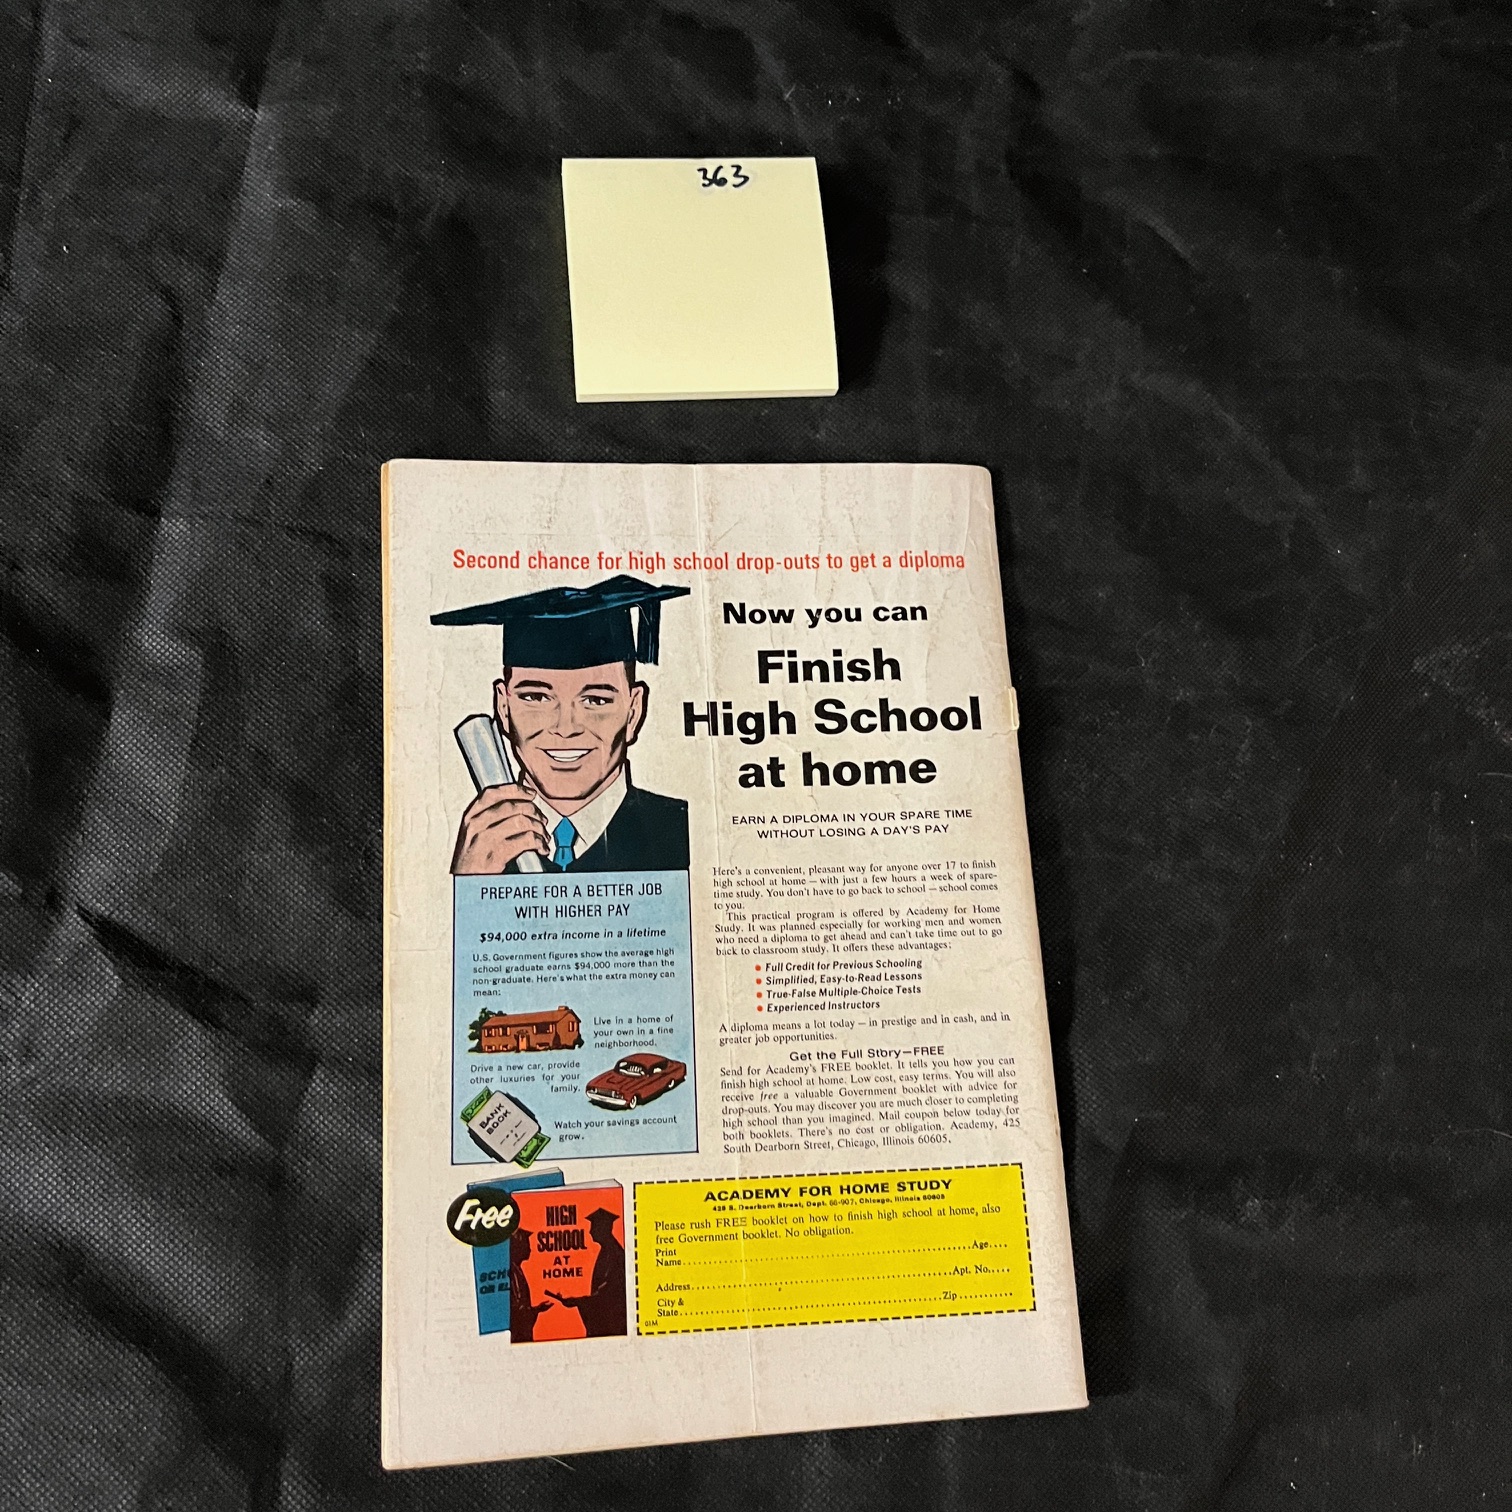 363
Second chance for high school drop-outs to get a diploma
Now you can
Finish
High School
at home
EARN A DIPLOMA IN YOUR SPARE TIME
WITHOUT LOSING A DAY'S PAY
Here's a convenient, pleasant way for anyone over 17 to finish
high school at home — with just a few hours a week of spare-
time study. You don't have to go back to school — school comes
to you.
This practical program is offered by Academy for Home
Study. It was planned especially for working men and women
who need a diploma to get ahead and can't take time out to go
back to classroom study. It offers these advantages:
• Full Credit for Previous Schooling
• Simplified, Easy-to-Read Lessons
• True-False Multiple-Choice Tests
• Experienced Instructors
A diploma means a lot today — in prestige and in cash, and in
greater job opportunities.
Get the Full Story—FREE
Send for Academy's FREE booklet. It tells you how you can
finish high school at home. Low cost, easy terms. You will also
receive free a valuable Government booklet with advice for
drop-outs. You may discover you are much closer to completing
high school than you imagined. Mail coupon below today for
both booklets. There's no cost or obligation. Academy, 425
South Dearborn Street, Chicago, Illinois 60605.
PREPARE FOR A BETTER JOB
WITH HIGHER PAY
$94,000 extra income in a lifetime
U.S. Government figures show the average high
school graduate earns $94,000 more than the
non-graduate. Here's what the extra money can
mean:
Live in a home of
your own in a fine
neighborhood.
Drive a new car, provide
other luxuries for your
family.
BANK
BOOK
Watch your savings account
grow.
Free
HIGH
SCHOOL
AT
HOME
SCH
OR EL
ACADEMY FOR HOME STUDY
425 S. Dearborn Street, Dept. 66-907, Chicago, Illinois 60605
Please rush FREE booklet on how to finish high school at home, also
free Government booklet. No obligation.
Print
Name.....Age....
Address.....Apt. No.....
City &
State.....Zip.....
01M